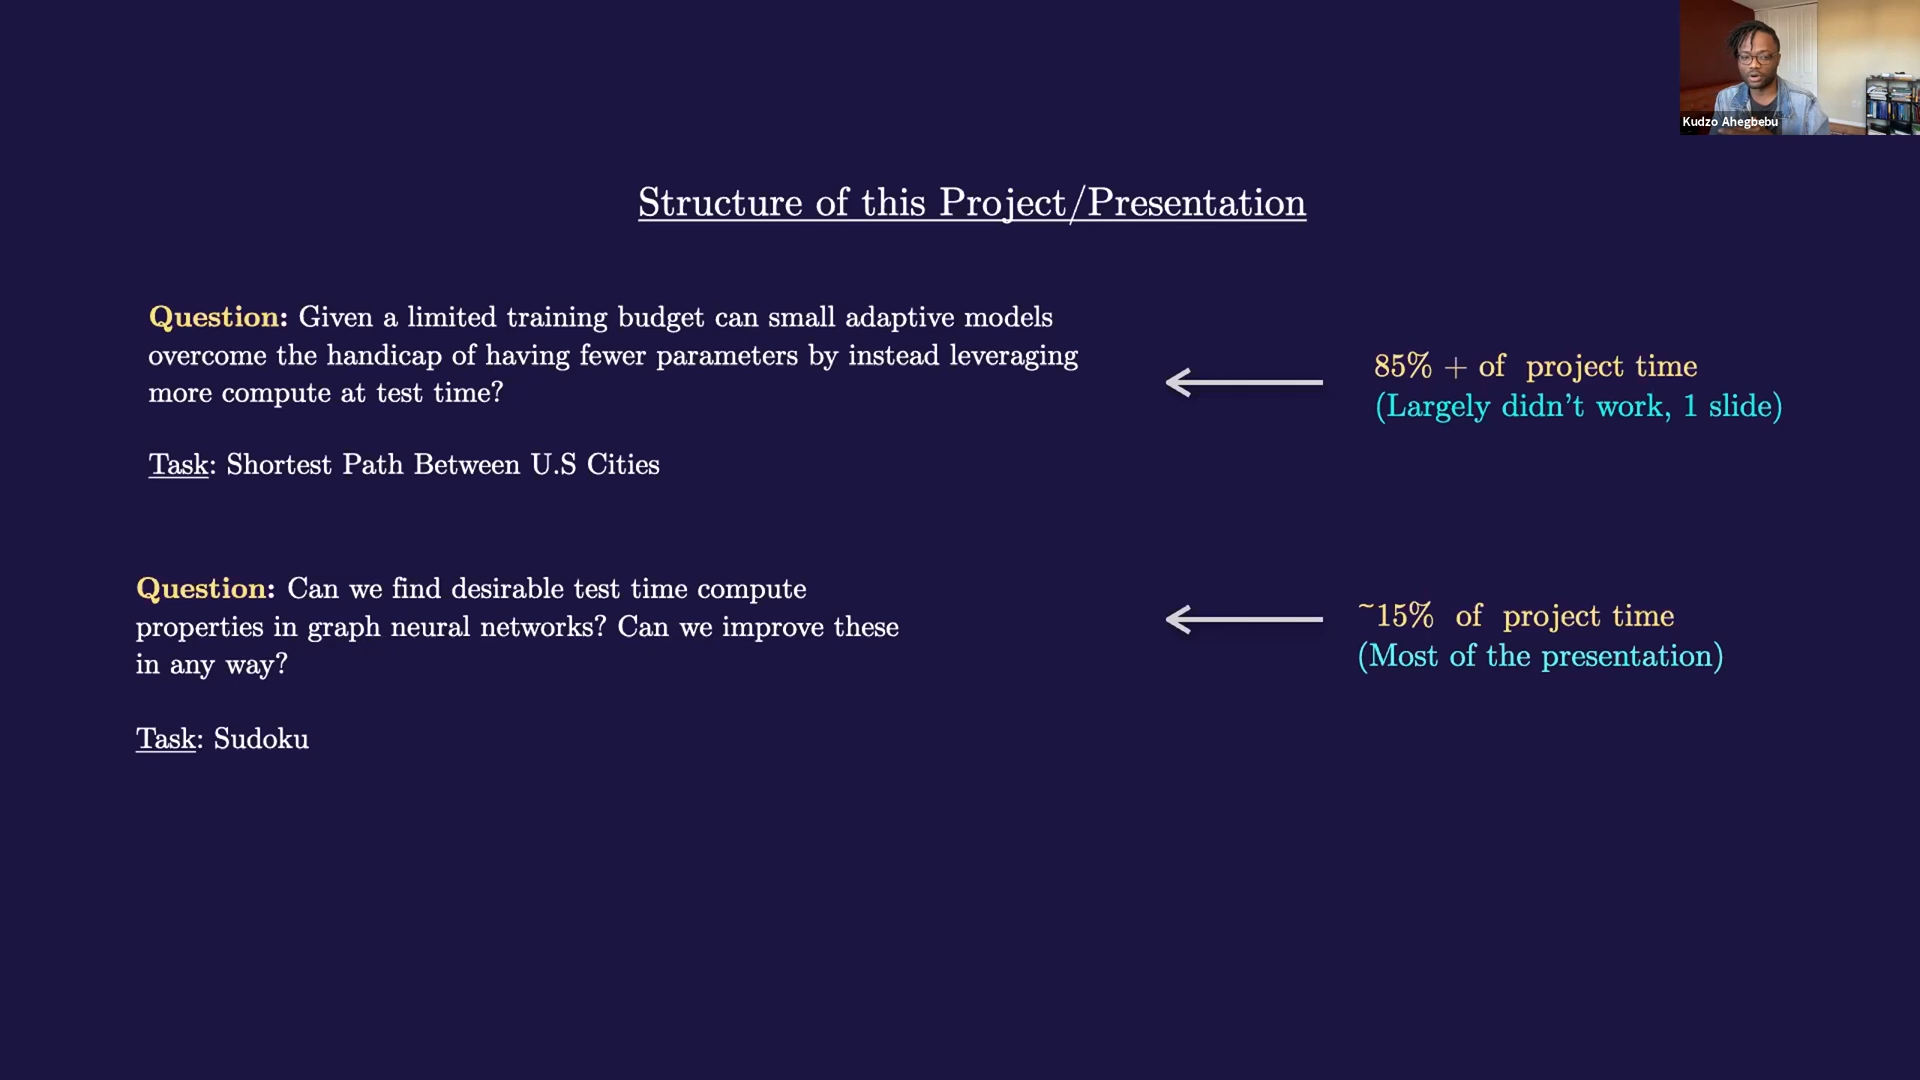 Kudzo Ahegbebu
Structure of this Project/Presentation
Question: Given a limited training budget can small adaptive models
overcome the handicap of having fewer parameters by instead leveraging
more compute at test time?
85% + of project time
(Largely didn't work, 1 slide)
Task: Shortest Path Between U.S Cities
Question: Can we find desirable test time compute
properties in graph neural networks? Can we improve these
in any way?
~15% of project time
(Most of the presentation)
Task: Sudoku